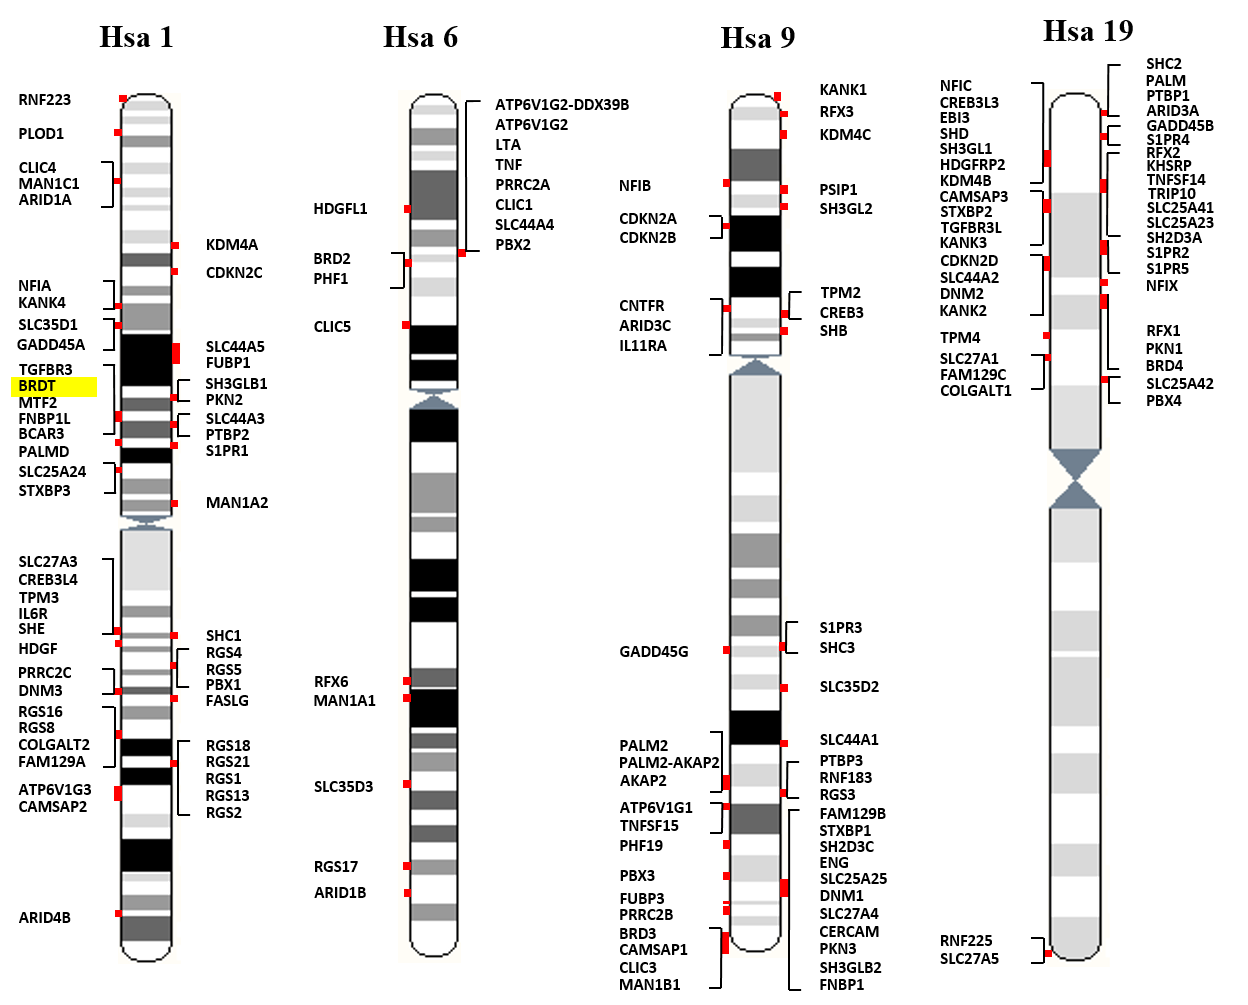 Hsa 1
RNF223
PLOD1
CLIC4
MAN1C1
ARID1A
NFIA
KANK4
SLC35D1
GADD45A
TGFBR3
BRDT
MTF2
FNBP1L
BCAR3
PALMD
SLC25A24
STXBP3
SLC27A3
CREB3L4
TPM3
IL6R
SHE
HDGF
PRRC2C
DNM3
RGS16
RGS8
COLGALT2
FAM129A
ATP6V1G3
CAMSAP2
ARID4B
KDM4A
CDKN2C
SLC44A5
FUBP1
SH3GLB1
PKN2
SLC44A3
PTBP2
S1PR1
MAN1A2
SHC1
RGS4
RGS5
PBX1
FASLG
RGS18
RGS21
RGS1
RGS13
RGS2
Hsa 6
HDGFL1
BRD2
PHF1
CLIC5
RFX6
MAN1A1
SLC35D3
RGS17
ARID1B
ATP6V1G2-DDX39B
ATP6V1G2
LTA
TNF
PRRC2A
CLIC1
SLC44A4
PBX2
Hsa 9
NFIB
CDKN2A
CDKN2B
CNTFR
ARID3C
IL11RA
GADD45G
PALM2
PALM2-AKAP2
AKAP2
ATP6V1G1
TNFSF15
PHF19
PBX3
FUBP3
PRRC2B
BRD3
CAMSAP1
CLIC3
MAN1B1
KANK1
RFX3
KDM4C
PSIP1
SH3GL2
TPM2
CREB3
SHB
S1PR3
SHC3
SLC35D2
SLC44A1
PTBP3
RNF183
RGS3
FAM129B
STXBP1
SH2D3C
ENG
SLC25A25
DNM1
SLC27A4
CERCAM
PKN3
SH3GLB2
FNBP1
Hsa 19
NFIC
CREB3L3
EBI3
SHD
SH3GL1
HDGFRP2
KDM4B
CAMSAP3
STXBP2
TGFBR3L
KANK3
CDKN2D
SLC44A2
DNM2
KANK2
TPM4
SLC27A1
FAM129C
COLGALT1
RNF225
SLC27A5
SHC2
PALM
PTBP1
ARID3A
GADD45B
S1PR4
RFX2
KHSRP
TNFSF14
TRIP10
SLC25A41
SLC25A23
SH2D3A
S1PR2
S1PR5
NFIX
RFX1
PKN1
BRD4
SLC25A42
PBX4